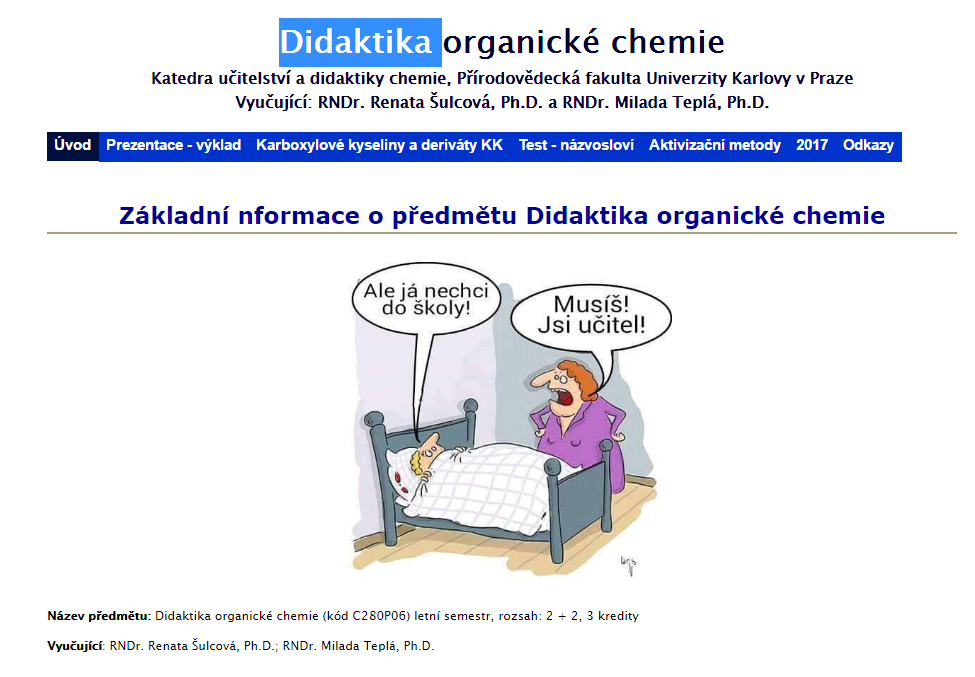 Didaktika organické chemie
Katedra učitelství a didaktiky chemie, Přírodovědecká fakulta Univerzity Karlovy v Praze
Vyučující: RNDr. Renata Šulcová, Ph.D. a RNDr. Milada Teplá, Ph.D.
Úvod Prezentace - výklad Karboxylové kyseliny a deriváty KK Test - názvosloví Aktivizační metody 2017 Odkazy
Základní nformace o předmětu Didaktika organické chemie
Ale já nechci
do školy!
Musíš!
Jsi učitel!
Název předmětu: Didaktika organické chemie (kód C280P06) letní semestr, rozsah: 2 + 2, 3 kredity
Vyučující: RNDr. Renata Šulcová, Ph.D.; RNDr. Milada Teplá, Ph.D.